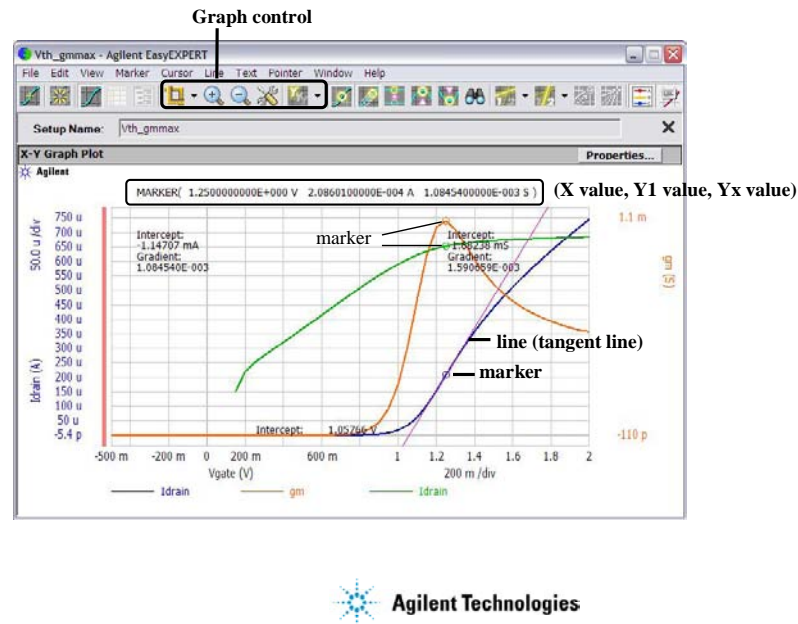 Graph control
Vth_gmmax - Agilent EasyEXPERT
File Edit View Marker Cursor Line Text Pointer Window Help
Setup Name: Vth_gmmax
X-Y Graph Plot
Properties...
Agilent
MARKER( 1.2500000000E+000 V 2.0860100000E-004 A 1.0845400000E-003 S )
(X value, Y1 value, Yx value)
50.0 u /div
Idrain (A)
750 u
700 u
650 u
600 u
550 u
500 u
450 u
400 u
350 u
300 u
250 u
200 u
150 u
100 u
50 u
-5.4 p
Intercept:
-1.14707 mA
Gradient:
1.084540E-003
marker
Intercept:
-1.68238 mS
Gradient:
1.590659E-003
1.1 m
gm (S)
-110 p
line (tangent line)
marker
Intercept: 1.05766 V
-500 m -200 m 0 200 m 600 m 1 1.2 1.4 1.6 1.8 2
Vgate (V)
200 m /div
Idrain gm Idrain
Agilent Technologies